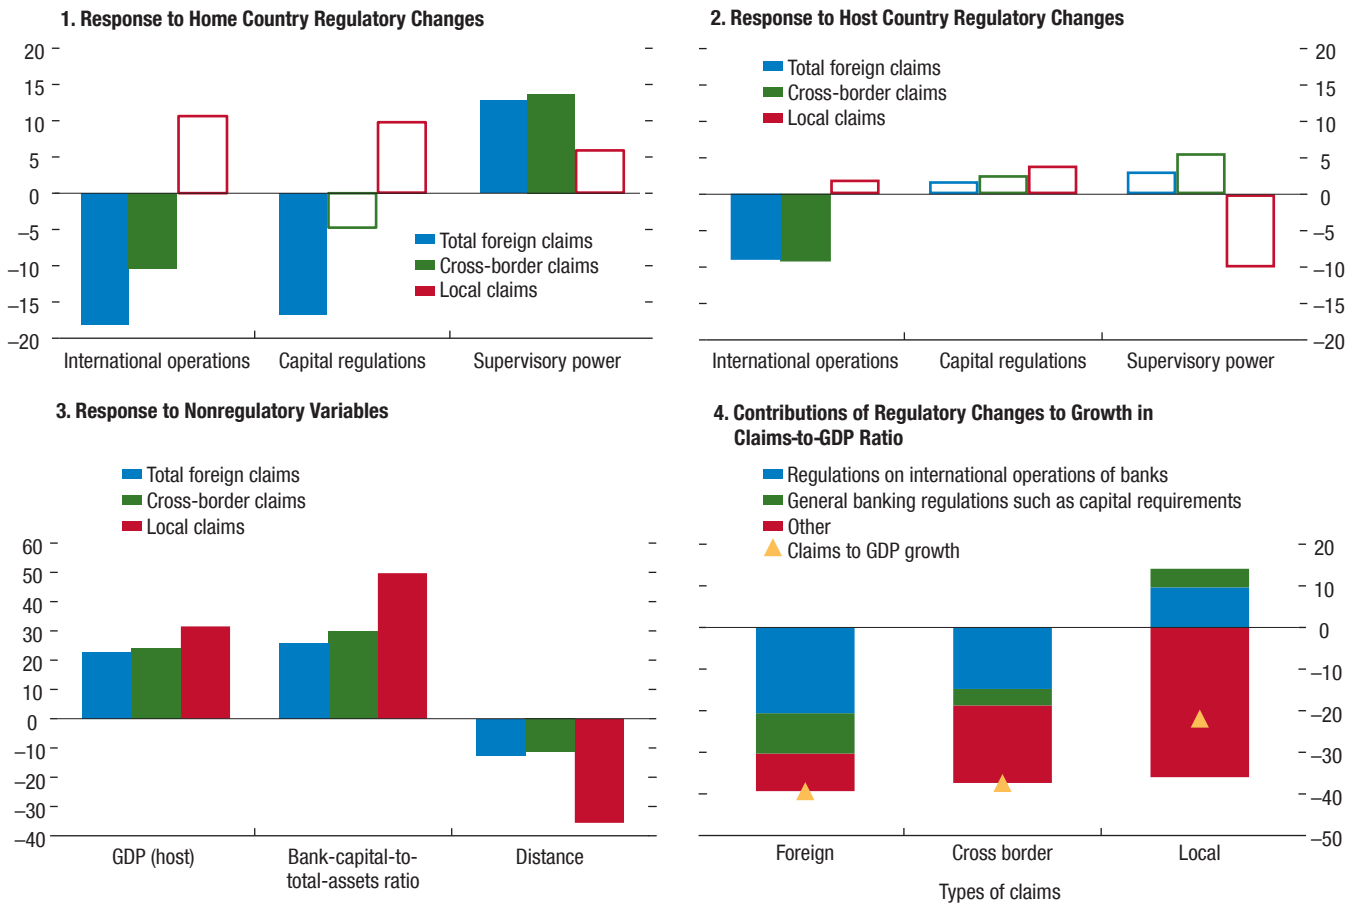 1. Response to Home Country Regulatory Changes
20
15
10
5
0
–5
–10
–15
–20
Total foreign claims
Cross-border claims
Local claims
International operations
Capital regulations
Supervisory power
2. Response to Host Country Regulatory Changes
Total foreign claims
Cross-border claims
Local claims
20
15
10
5
0
–5
–10
–15
–20
International operations
Capital regulations
Supervisory power
3. Response to Nonregulatory Variables
Total foreign claims
Cross-border claims
Local claims
60
50
40
30
20
10
0
–10
–20
–30
–40
GDP (host)
Bank-capital-to-
total-assets ratio
Distance
4. Contributions of Regulatory Changes to Growth in
Claims-to-GDP Ratio
Regulations on international operations of banks
General banking regulations such as capital requirements
Other
Claims to GDP growth
20
10
0
–10
–20
–30
–40
–50
Foreign
Cross border
Local
Types of claims